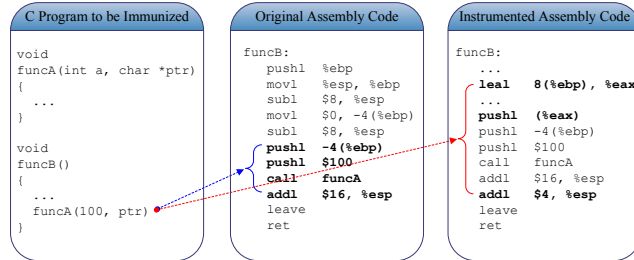 C Program to be Immunized
void
funcA(int a, char *ptr)
{
...
}
void
funcB()
{
...
funcA(100, ptr)
}
Original Assembly Code
funcB:
pushl %ebp
movl %esp, %ebp
subl $8, %esp
movl $0, -4(%ebp)
subl $8, %esp
pushl -4(%ebp)
pushl $100
call funcA
addl $16, %esp
leave
ret
Instrumented Assembly Code
funcB:
...
leal 8(%ebp), %eax
...
pushl (%eax)
pushl -4(%ebp)
pushl $100
call funcA
addl $16, %esp
addl $4, %esp
leave
ret